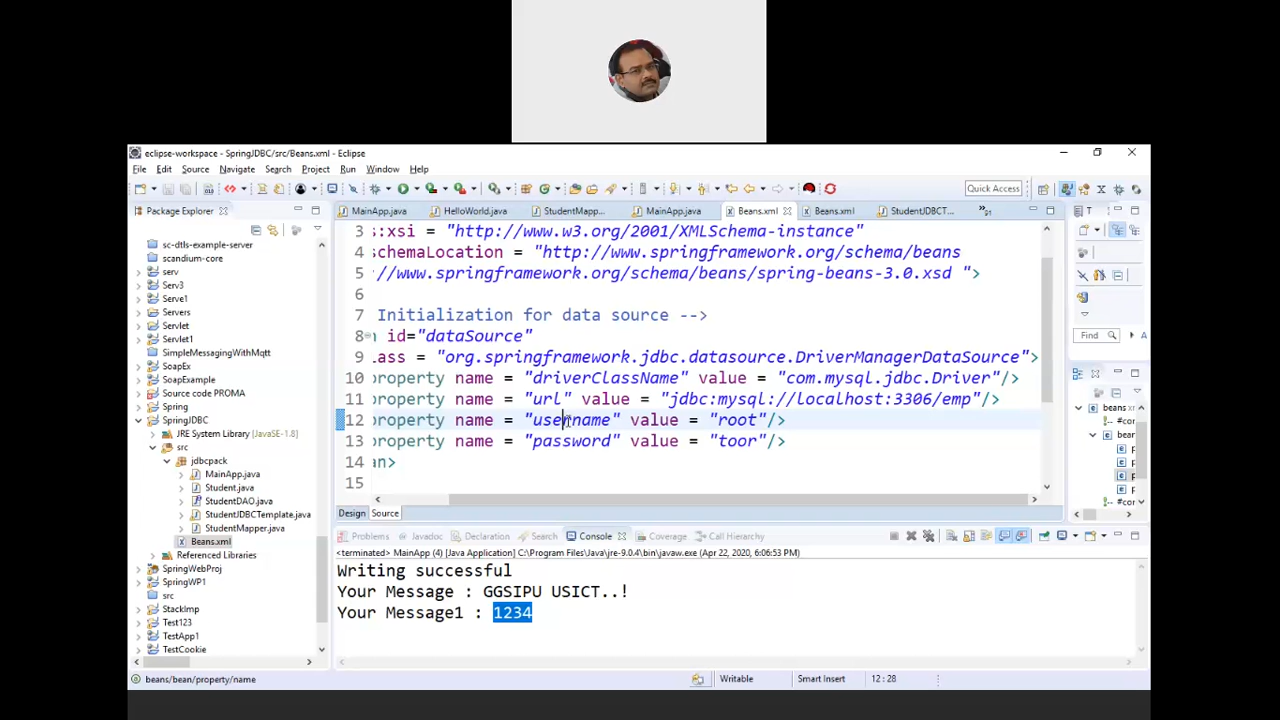 eclipse-workspace - SpringJDBC/src/Beans.xml - Eclipse
File Edit Source Navigate Search Project Run Window Help
Quick Access
Package Explorer
sc-dtls-example-server
scandium-core
serv
Serv3
Serve1
Servers
Servlet
Servlet1
SimpleMessagingWithMqtt
SoapEx
SoapExample
Source code PROMA
Spring
SpringJDBC
JRE System Library [JavaSE-1.8]
src
jdbcpack
MainApp.java
Student.java
StudentDAO.java
StudentJDBCTemplate.java
StudentMapper.java
Beans.xml
Referenced Libraries
SpringWebProj
SpringWP1
src
StackImp
Test123
TestApp1
TestCookie
MainApp.java HelloWorld.java StudentMapp... MainApp.java Beans.xml Beans.xml StudentJDBCT... »
3 s:xsi = "http://www.w3.org/2001/XMLSchema-instance"
4 schemaLocation = "http://www.springframework.org/schema/beans
5 //www.springframework.org/schema/beans/spring-beans-3.0.xsd ">
6
7 Initialization for data source -->
8 n id="dataSource"
9 lass = "org.springframework.jdbc.datasource.DriverManagerDataSource">
10 property name = "driverClassName" value = "com.mysql.jdbc.Driver"/>
11 property name = "url" value = "jdbc:mysql://localhost:3306/emp"/>
12 property name = "username" value = "root"/>
13 property name = "password" value = "toor"/>
14 an>
15
Design Source
T
Find A
beans
#cor
bear
p
p
p
p
#cor
Problems Javadoc Declaration Search Console Coverage Call Hierarchy
<terminated> MainApp (4) [Java Application] C:\Program Files\Java\jre-9.0.4\bin\javaw.exe (Apr 22, 2020, 6:06:53 PM)
Writing successful
Your Message : GGSIPU USICT..!
Your Message1 : 1234
beans/bean/property/name Writable Smart Insert 12 : 28